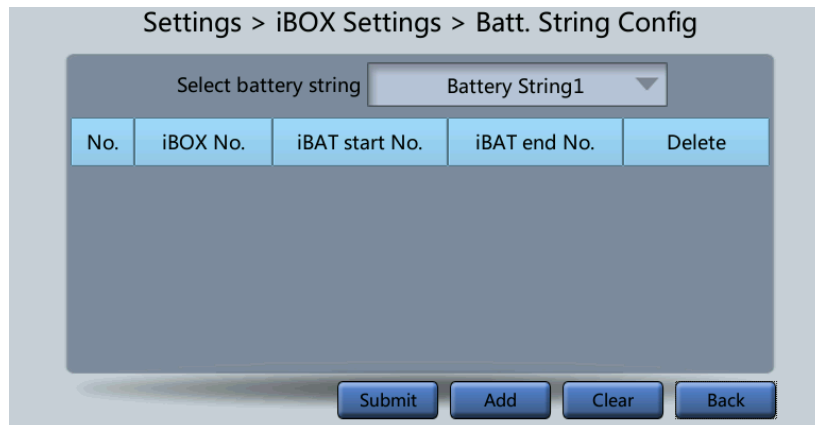 Settings > iBOX Settings > Batt. String Config
Select battery string Battery String1
No. iBOX No. iBAT start No. iBAT end No. Delete
Submit Add Clear Back